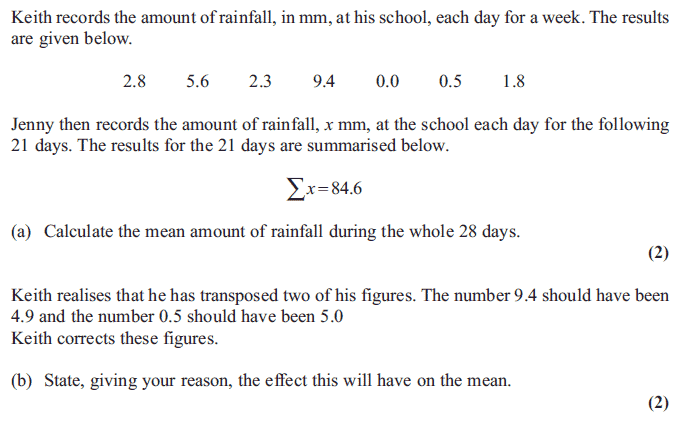 Keith records the amount of rainfall, in mm, at his school, each day for a week. The results
are given below.
2.8 5.6 2.3 9.4 0.0 0.5 1.8
Jenny then records the amount of rainfall, x mm, at the school each day for the following
21 days. The results for the 21 days are summarised below.
∑x=84.6
(a) Calculate the mean amount of rainfall during the whole 28 days.
(2)
Keith realises that he has transposed two of his figures. The number 9.4 should have been
4.9 and the number 0.5 should have been 5.0
Keith corrects these figures.
(b) State, giving your reason, the effect this will have on the mean.
(2)